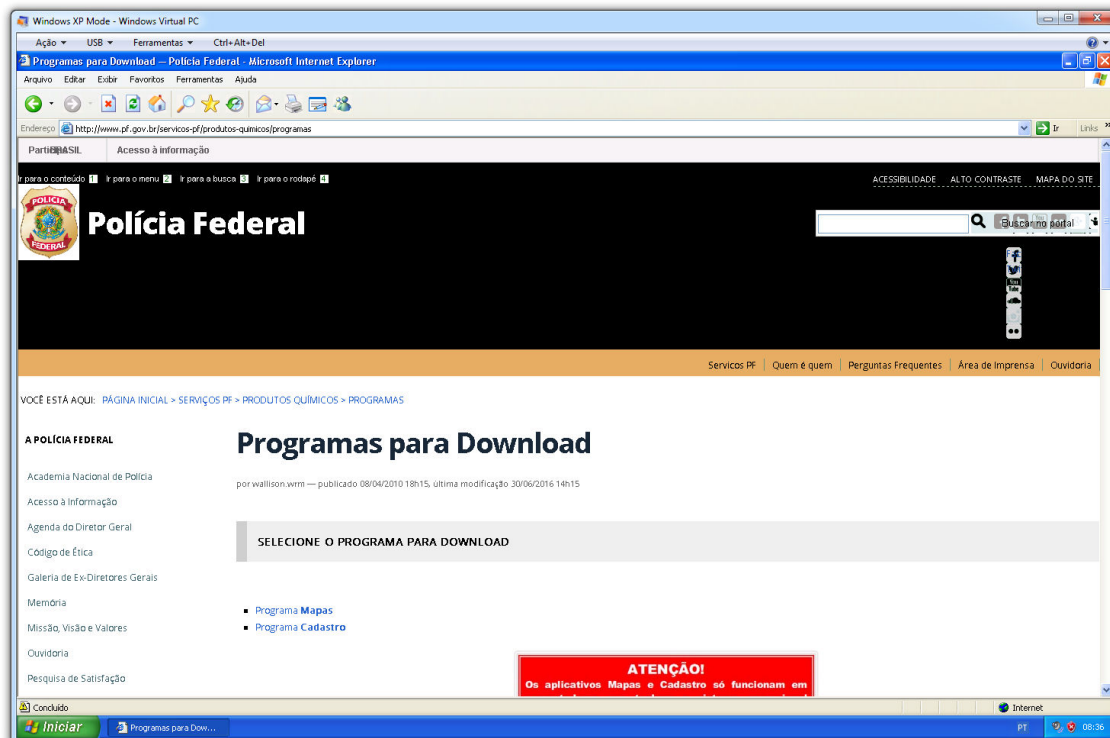 Windows XP Mode - Windows Virtual PC
Ação USB Ferramentas Ctrl+Alt+Del
Programas para Download — Polícia Federal - Microsoft Internet Explorer
Arquivo Editar Exibir Favoritos Ferramentas Ajuda
Endereço http://www.pf.gov.br/servicos-pf/produtos-quimicos/programas Ir Links »
Acesso à informação
Ir para o conteúdo 1 Ir para o menu 2 Ir para a busca 3 Ir para o rodapé 4
ACESSIBILIDADE ALTO CONTRASTE MAPA DO SITE
POLICIA
FEDERAL
Polícia Federal
Buscar no portal
You
Tube
Servicos PF Quem é quem Perguntas Frequentes Área de Imprensa Ouvidoria
VOCÊ ESTÁ AQUI: PÁGINA INICIAL > SERVIÇOS PF > PRODUTOS QUÍMICOS > PROGRAMAS
A POLÍCIA FEDERAL
Academia Nacional de Polícia
Acesso à Informação
Agenda do Diretor Geral
Código de Ética
Galeria de Ex-Diretores Gerais
Memória
Missão, Visão e Valores
Ouvidoria
Pesquisa de Satisfação
Programas para Download
por wallison.wrm — publicado 08/04/2010 18h15, última modificação 30/06/2016 14h15
SELECIONE O PROGRAMA PARA DOWNLOAD
Programa Mapas
Programa Cadastro
ATENÇÃO!
Os aplicativos Mapas e Cadastro só funcionam em
Concluído Internet
Iniciar Programas para Dow... PT 08:36